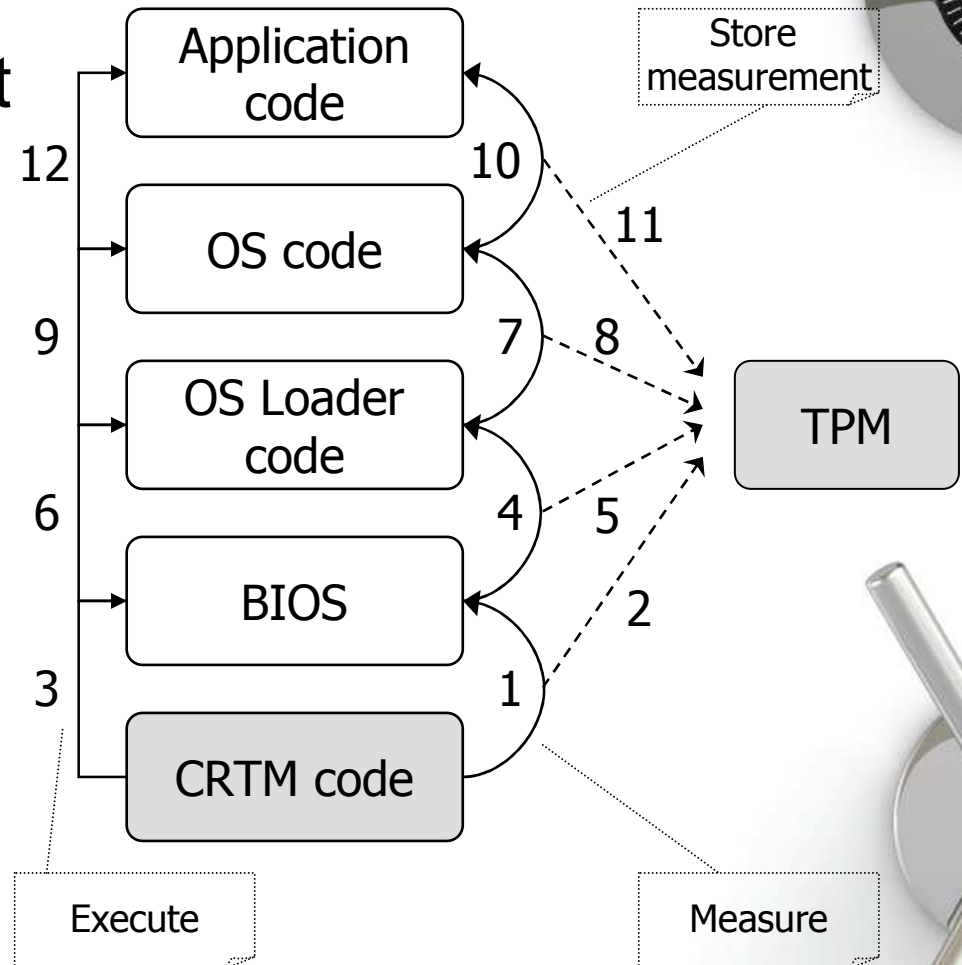 t
Application
code
Store
measurement
12
10
11
OS code
9
7
8
OS Loader
code
TPM
6
4
5
BIOS
2
3
1
CRTM code
Execute
Measure